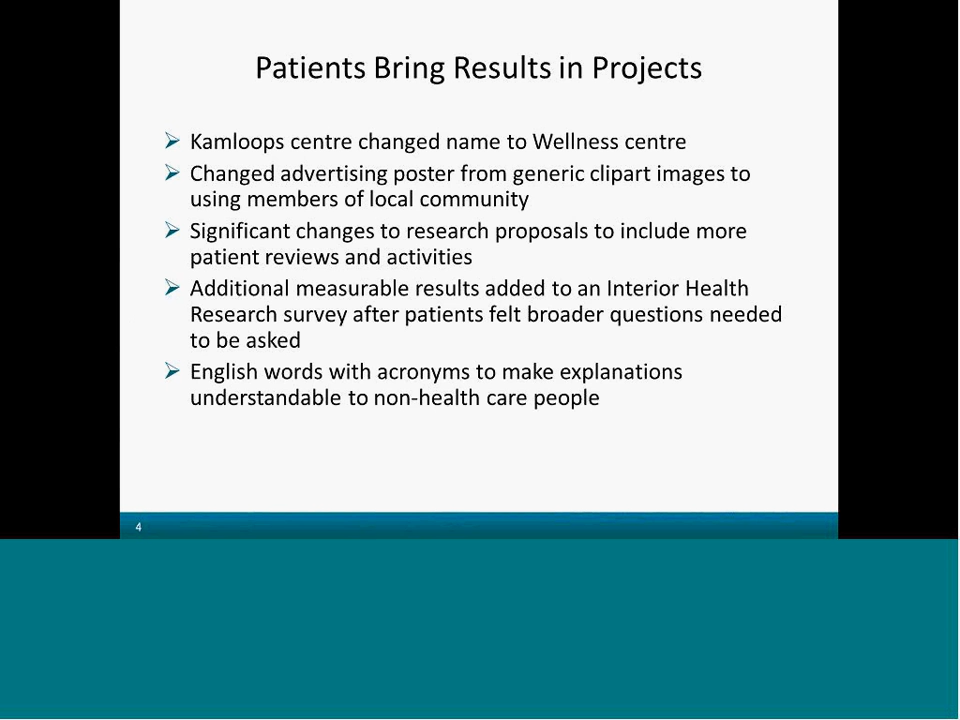 Patients Bring Results in Projects
➢ Kamloops centre changed name to Wellness centre
➢ Changed advertising poster from generic clipart images to
using members of local community
➢ Significant changes to research proposals to include more
patient reviews and activities
➢ Additional measurable results added to an Interior Health
Research survey after patients felt broader questions needed
to be asked
➢ English words with acronyms to make explanations
understandable to non-health care people
4